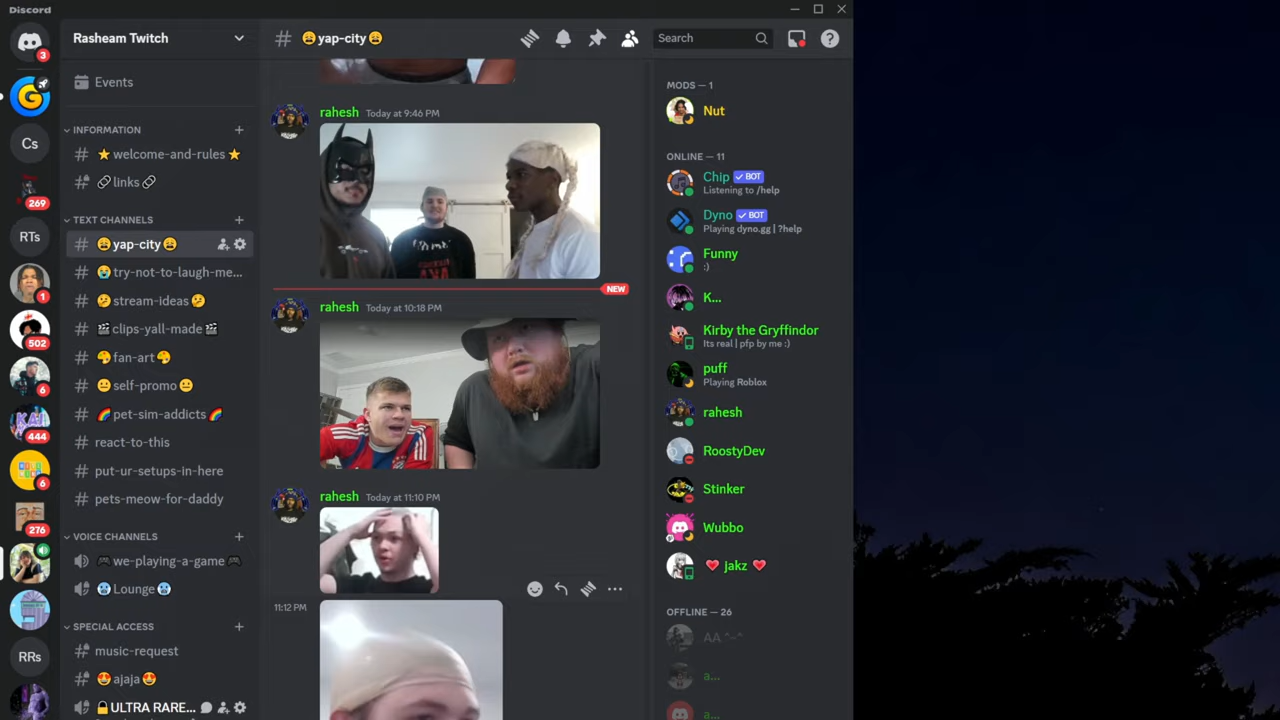 Discord
3
Cs
269
RTs
1
502
6
KAI
444
6
276
RRs
Rasheam Twitch
Events
INFORMATION
# ⭐welcome-and-rules⭐
# 🔗links🔗
TEXT CHANNELS
# 😩yap-city😩
# 😭try-not-to-laugh-me...
# 🫤stream-ideas🫤
# 🎬clips-yall-made🎬
# fan-art
# 😐self-promo😐
# 🌈pet-sim-addicts🌈
# react-to-this
# put-ur-setups-in-here
# pets-meow-for-daddy
VOICE CHANNELS
🎮we-playing-a-game🎮
🥶Lounge🥶
SPECIAL ACCESS
# music-request
# 😍ajaja😍
🔒ULTRA RARE...
# 😩yap-city😩
Search
rahesh Today at 9:46 PM
NEW
rahesh Today at 10:18 PM
rahesh Today at 11:10 PM
11:12 PM
MODS — 1
Nut
ONLINE — 11
Chip ✓ BOT
Listening to /help
Dyno ✓ BOT
Playing dyno.gg | ?help
Funny
:)
K...
Kirby the Gryffindor
Its real | pfp by me :)
puff
Playing Roblox
rahesh
RoostyDev
Stinker
Wubbo
❤️ Jakz ❤️
OFFLINE — 26
AA ^-^
a...
a...